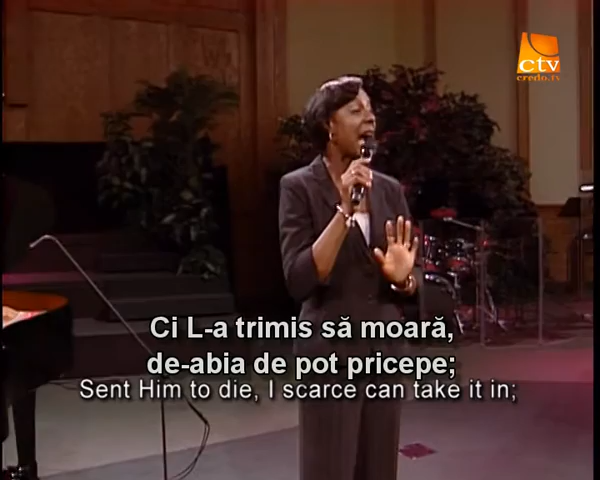 ctv
credo.tv
Ci L-a trimis să moară,
de-abia de pot pricepe;
Sent Him to die, I scarce can take it in;